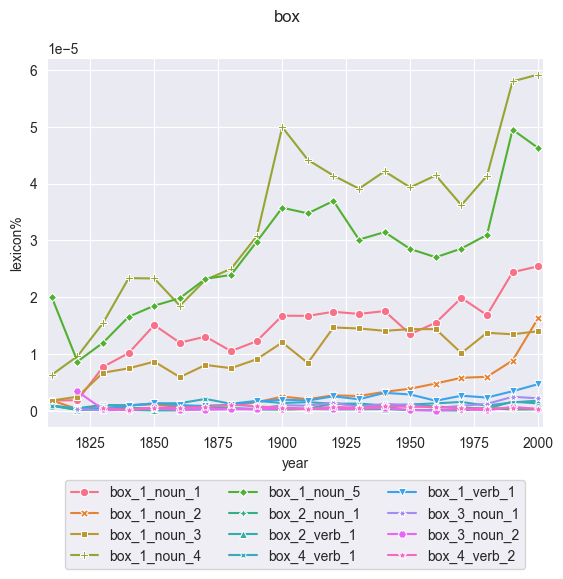 box
1e−5
6
5
4
3
2
1
0
lexicon%
1825 1850 1875 1900 1925 1950 1975 2000
year
box_1_noun_1 box_1_noun_5 box_1_verb_1
box_1_noun_2 box_2_noun_1 box_3_noun_1
box_1_noun_3 box_2_verb_1 box_3_noun_2
box_1_noun_4 box_4_verb_1 box_4_verb_2